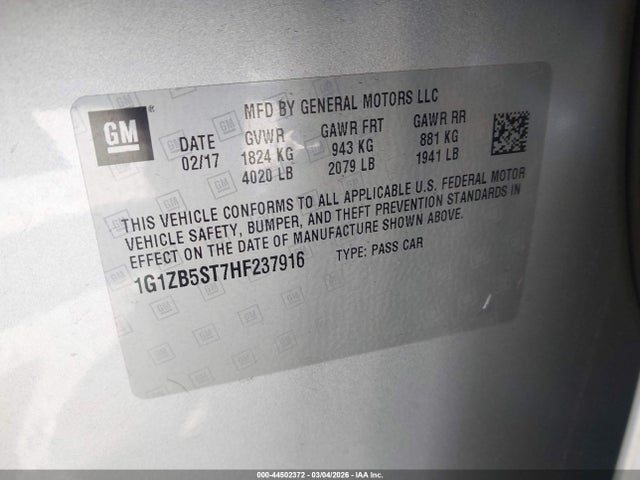 MFD BY GENERAL MOTORS LLC
GM
DATE GVWR GAWR FRT GAWR RR
02/17 1824 KG 943 KG 881 KG
4020 LB 2079 LB 1941 LB
THIS VEHICLE CONFORMS TO ALL APPLICABLE U.S. FEDERAL MOTOR
VEHICLE SAFETY, BUMPER, AND THEFT PREVENTION STANDARDS IN
EFFECT ON THE DATE OF MANUFACTURE SHOWN ABOVE.
1G1ZB5ST7HF237916 TYPE: PASS CAR
000-44502372 | 03/04/2026 | IAA Inc.